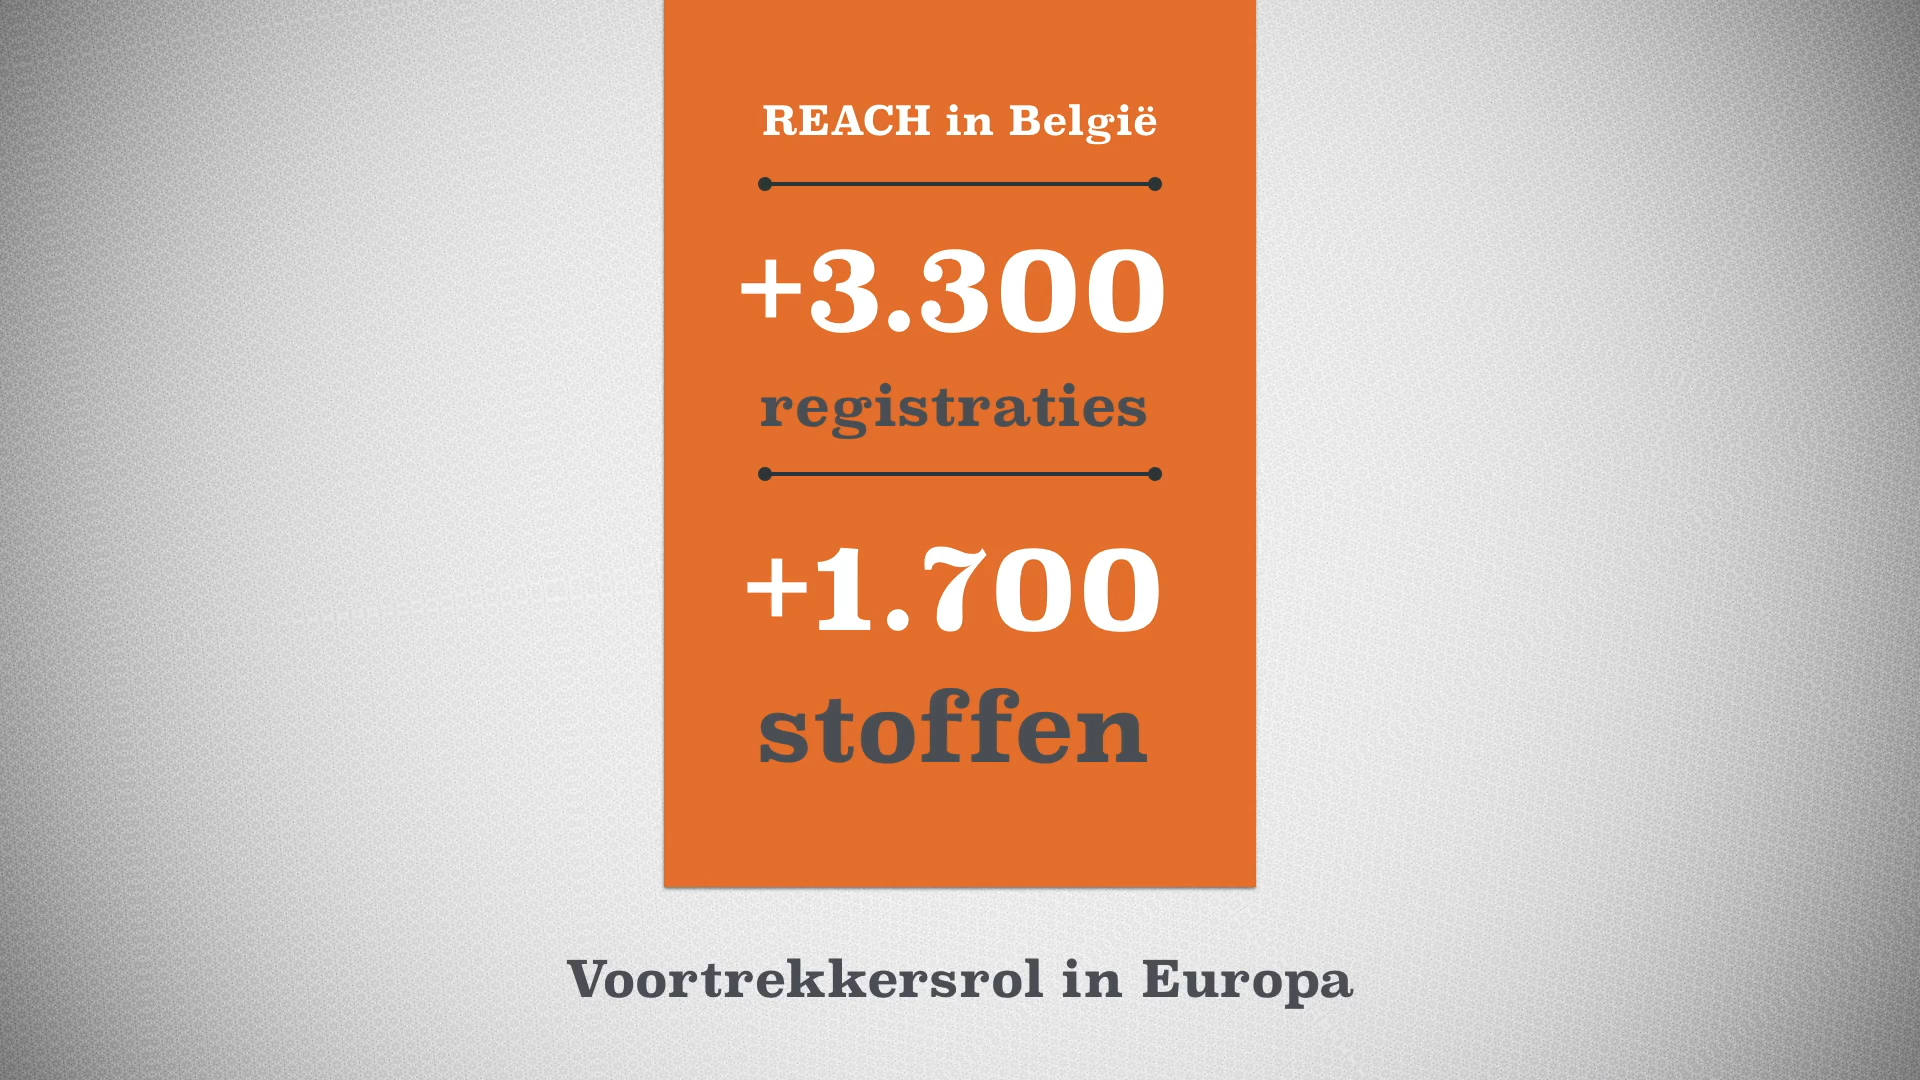 REACH in België
+3.300
registraties
+1.700
stoffen
Voortrekkersrol in Europa